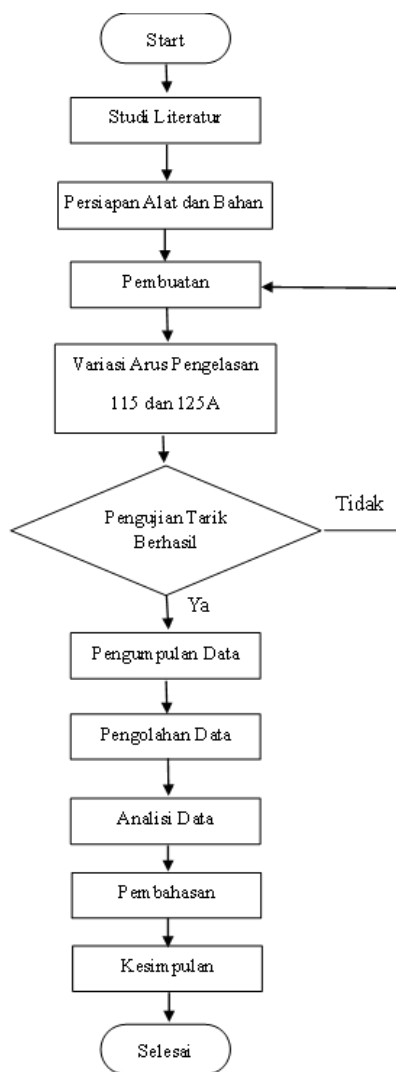 Start
Studi Literatur
Persiapan Alat dan Bahan
Pembuatan
Variasi Arus Pengelasan
115 dan 125A
Pengujian Tarik
Berhasil
Tidak
Ya
Pengumpulan Data
Pengolahan Data
Analisi Data
Pembahasan
Kesimpulan
Selesai